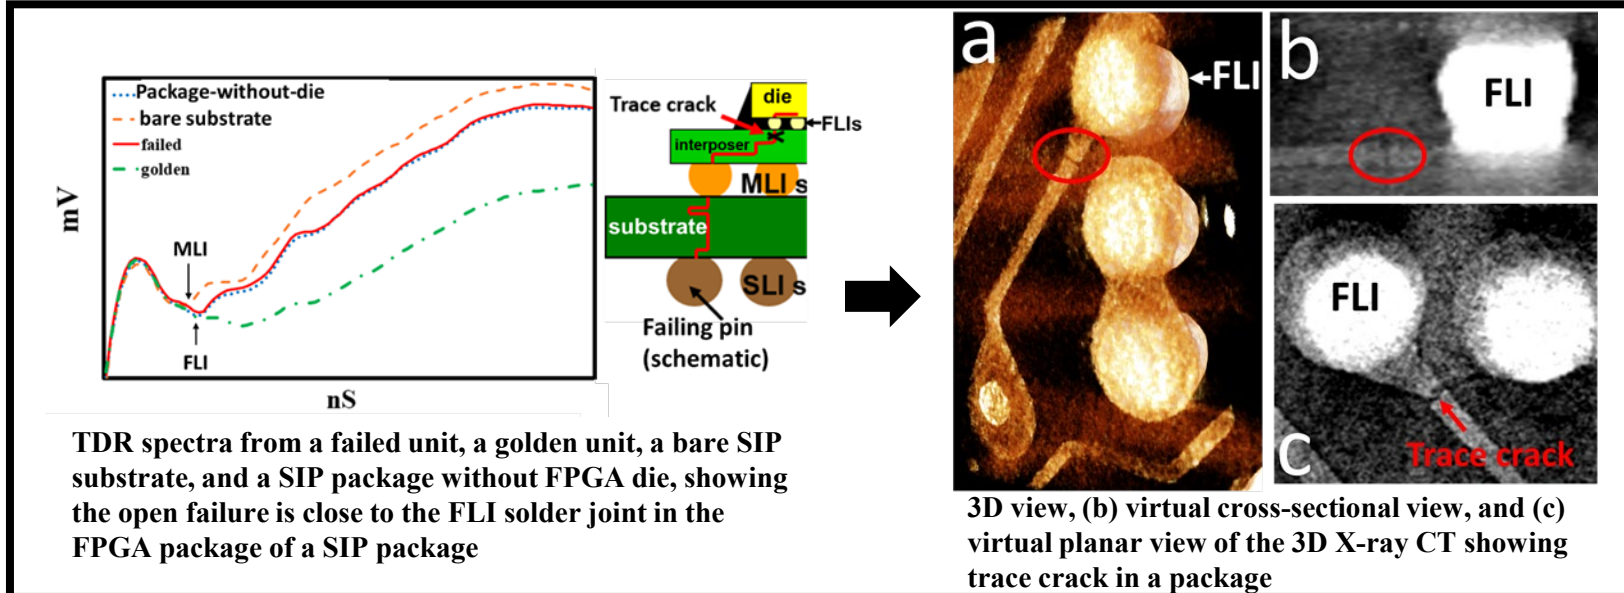 Package-without-die
bare substrate
failed
golden
mV
MLI
FLI
nS
Trace crack
die
FLIs
interposer
MLI s
substrate
SLI s
Failing pin
(schematic)
TDR spectra from a failed unit, a golden unit, a bare SIP
substrate, and a SIP package without FPGA die, showing
the open failure is close to the FLI solder joint in the
FPGA package of a SIP package
a
FLI
b
FLI
FLI
c
Trace crack
3D view, (b) virtual cross-sectional view, and (c)
virtual planar view of the 3D X-ray CT showing
trace crack in a package